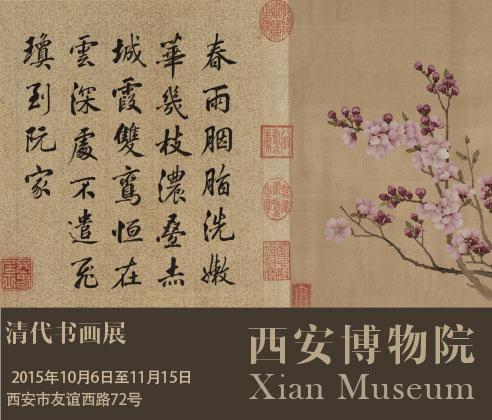 春雨胭脂洗嫩
華幾枝濃疊赤
城霞雙鸞恒在
雲深處不遣飛
瓊到阮家
清代书画展
2015年10月6日至11月15日
西安市友谊西路72号
西安博物院
Xian Museum